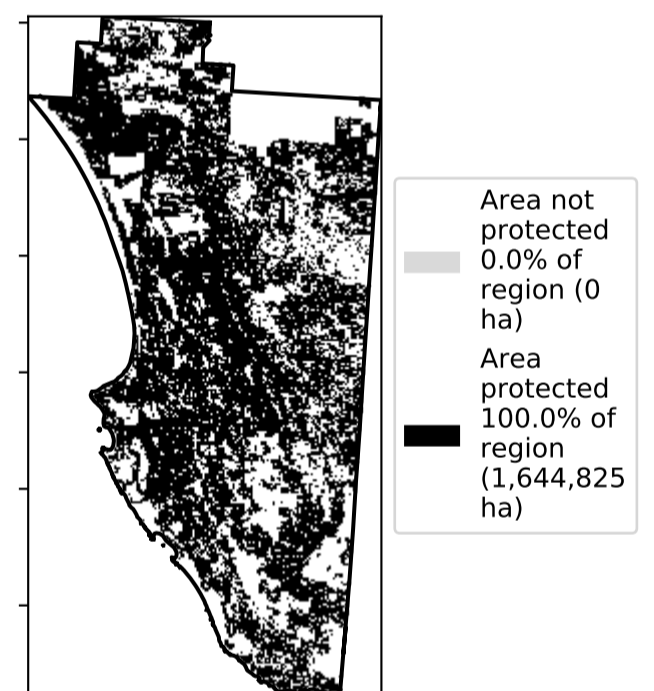 Area not
protected
0.0% of
region (0
ha)
Area
protected
100.0% of
region
(1,644,825
ha)